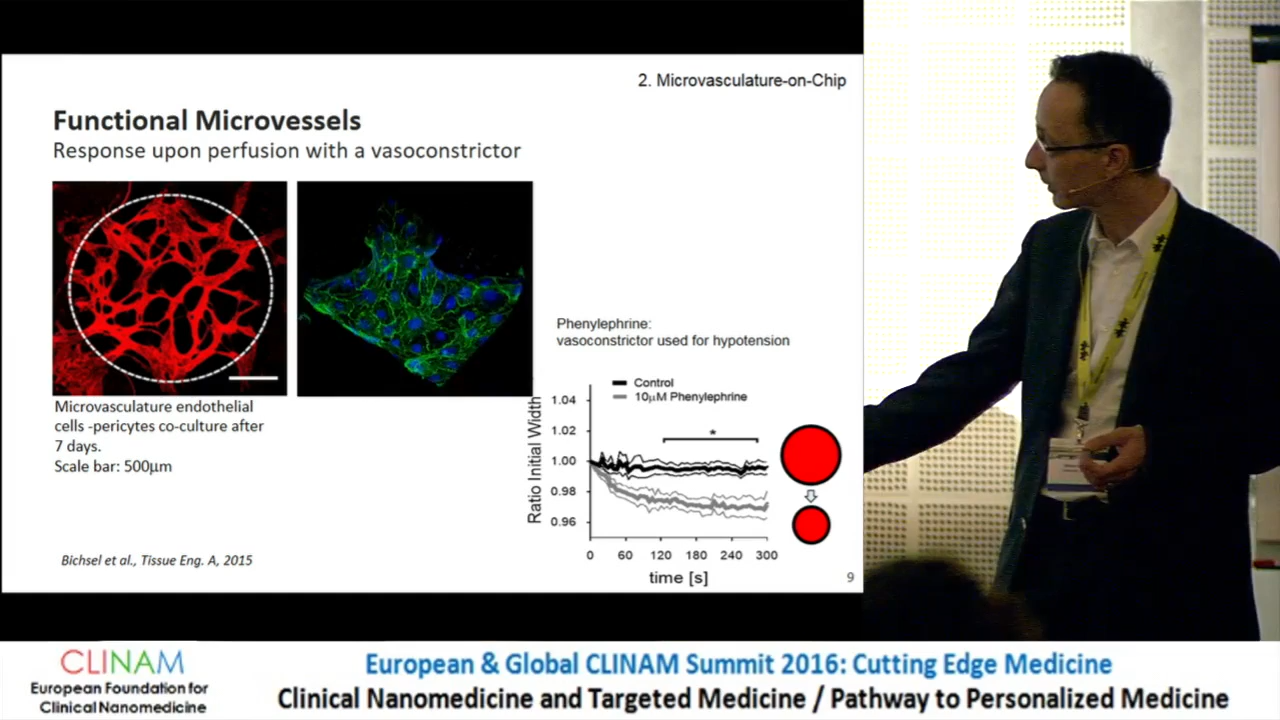 2. Microvasculature-on-Chip
Functional Microvessels
Response upon perfusion with a vasoconstrictor
Microvasculature endothelial
cells -pericytes co-culture after
7 days.
Scale bar: 500µm
Phenylephrine:
vasoconstrictor used for hypotension
Control
10µM Phenylephrine
*
Ratio Initial Width
1.04
1.02
1.00
0.98
0.96
0 60 120 180 240 300
time [s]
Bichsel et al., Tissue Eng. A, 2015
9
CLINAM
European Foundation for
Clinical Nanomedicine
European & Global CLINAM Summit 2016: Cutting Edge Medicine
Clinical Nanomedicine and Targeted Medicine / Pathway to Personalized Medicine